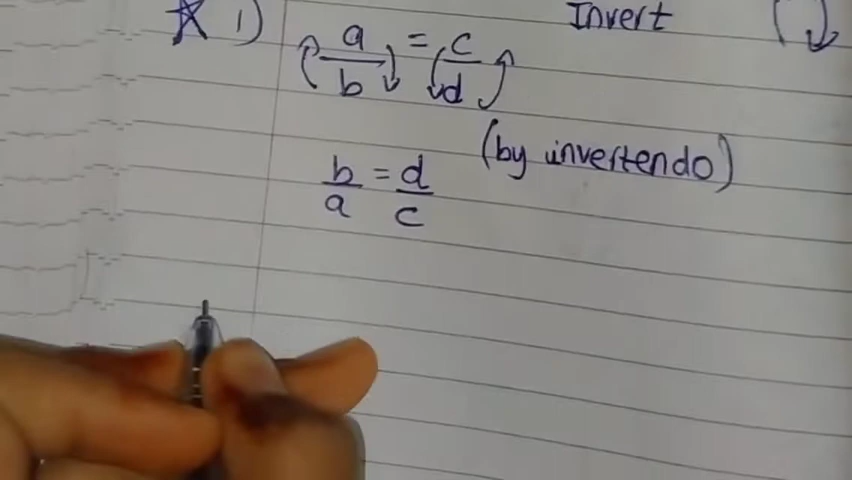 Invert
1) a/b = c/d
(by invertendo)
b/a = d/c